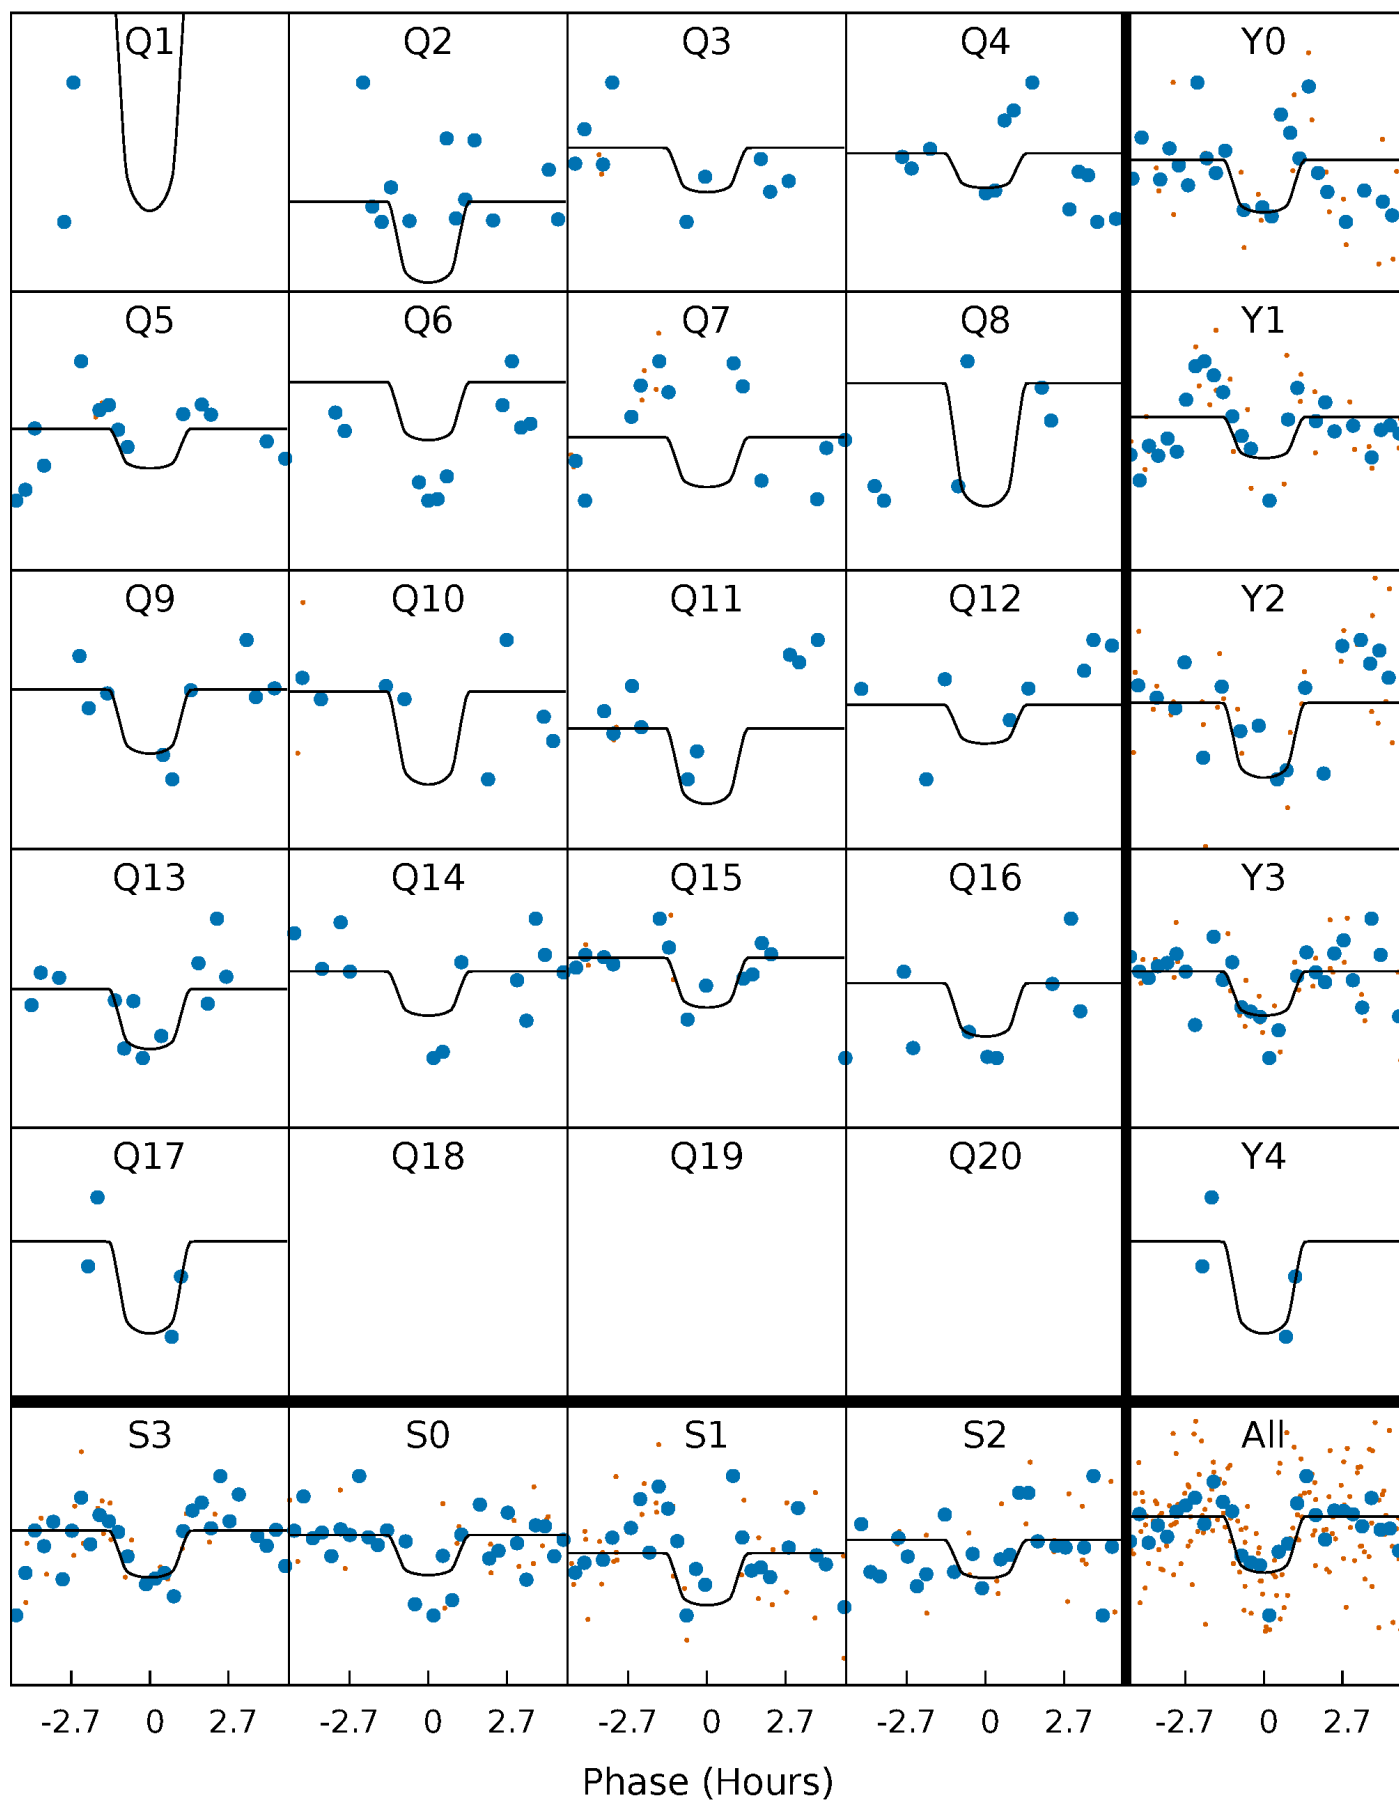 Q1 Q2 Q3 Q4 Y0
Q5 Q6 Q7 Q8 Y1
Q9 Q10 Q11 Q12 Y2
Q13 Q14 Q15 Q16 Y3
Q17 Q18 Q19 Q20 Y4
S3 S0 S1 S2 All
-2.7 0 2.7 -2.7 0 2.7 -2.7 0 2.7 -2.7 0 2.7 -2.7 0 2.7
Phase (Hours)